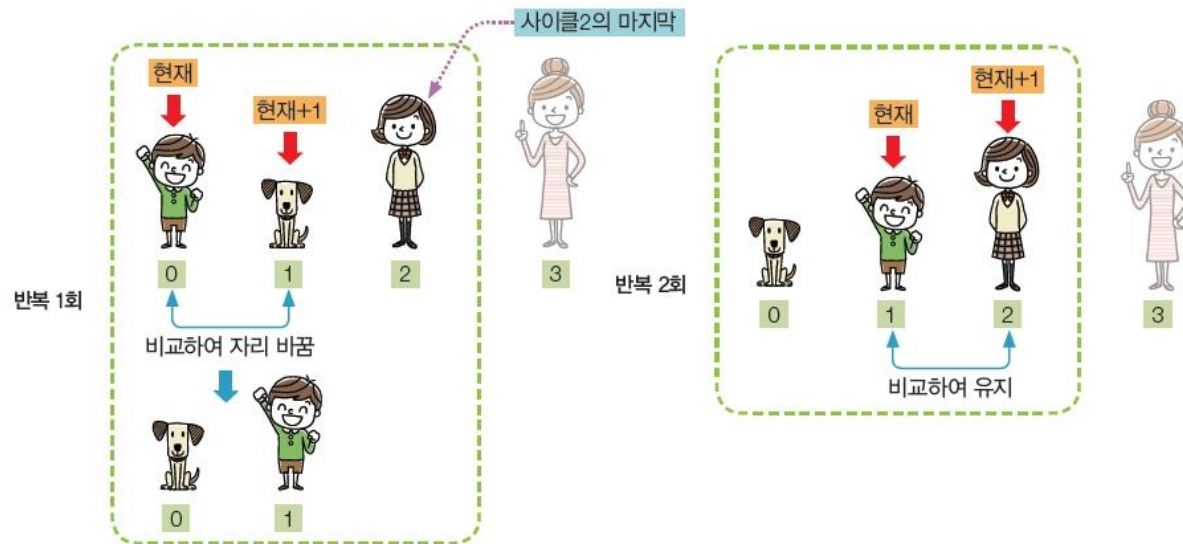 사이클2의 마지막
현재
현재+1
0
1
2
3
반복 1회
비교하여 자리 바꿈
0
1
현재
현재+1
0
1
2
3
반복 2회
비교하여 유지